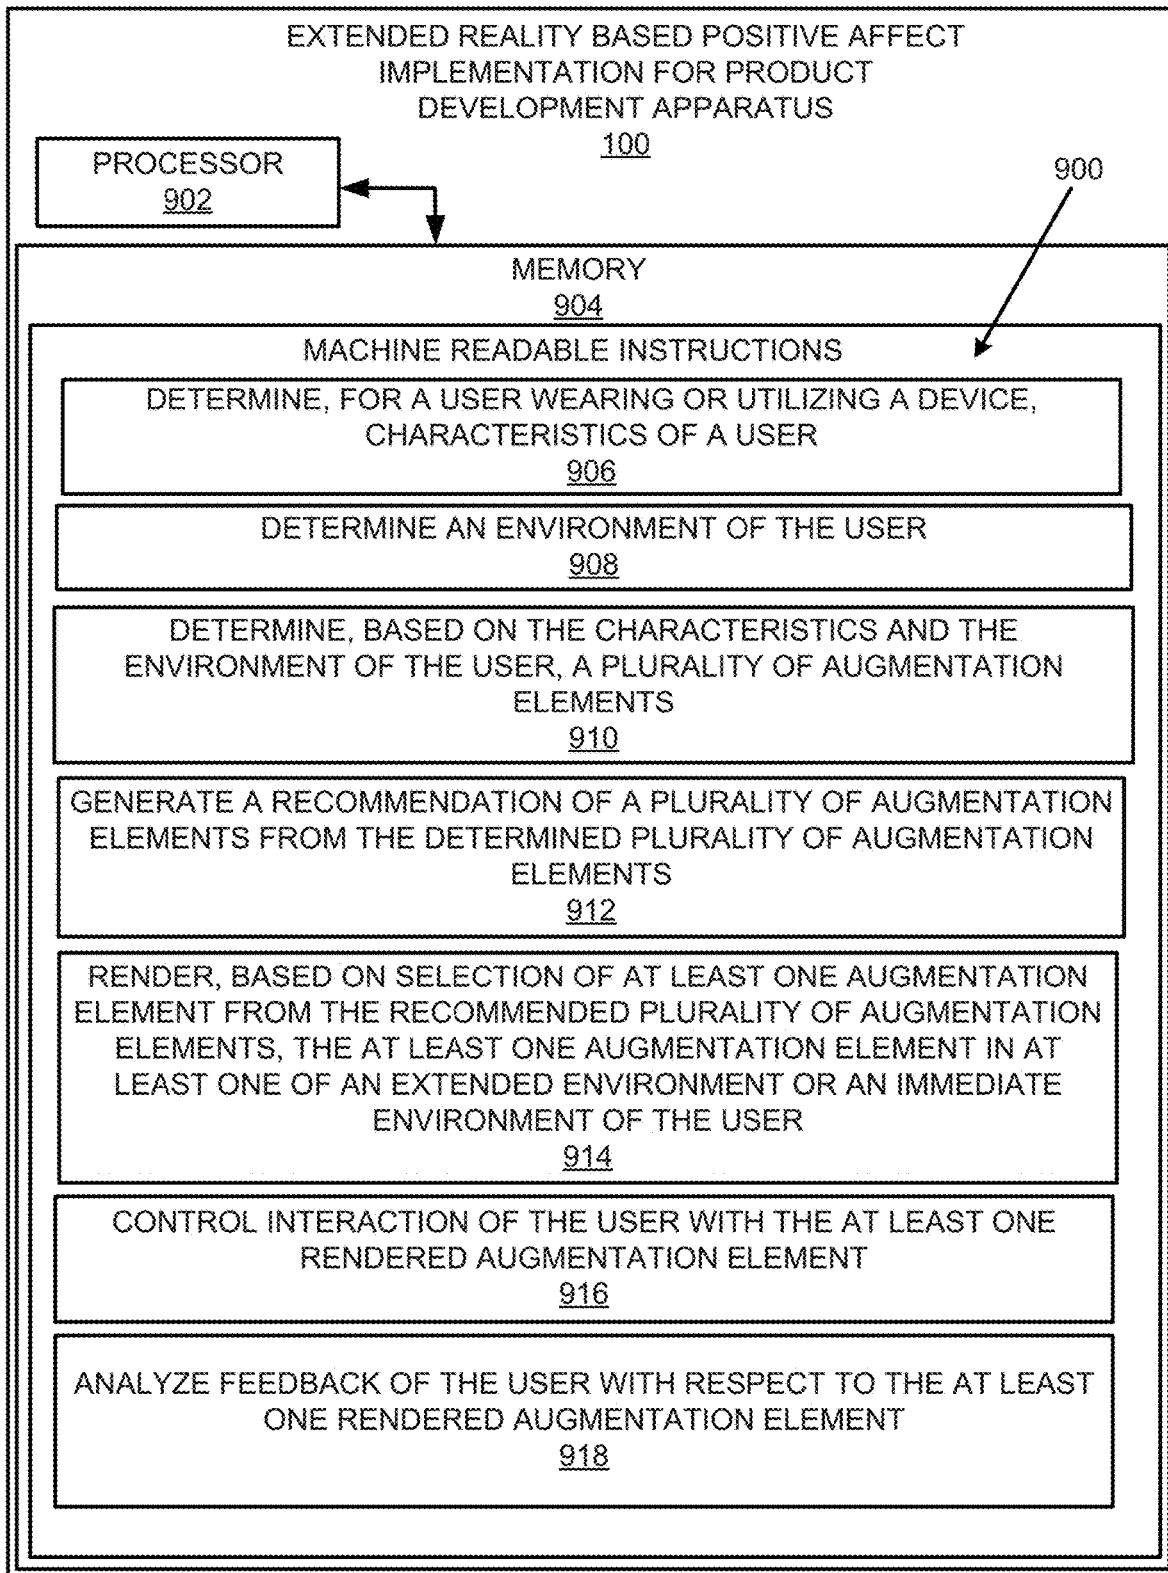 EXTENDED REALITY BASED POSITIVE AFFECT
IMPLEMENTATION FOR PRODUCT
DEVELOPMENT APPARATUS
100
PROCESSOR
902
900
MEMORY
904
MACHINE READABLE INSTRUCTIONS
DETERMINE, FOR A USER WEARING OR UTILIZING A DEVICE,
CHARACTERISTICS OF A USER
906
DETERMINE AN ENVIRONMENT OF THE USER
908
DETERMINE, BASED ON THE CHARACTERISTICS AND THE
ENVIRONMENT OF THE USER, A PLURALITY OF AUGMENTATION
ELEMENTS
910
GENERATE A RECOMMENDATION OF A PLURALITY OF AUGMENTATION
ELEMENTS FROM THE DETERMINED PLURALITY OF AUGMENTATION
ELEMENTS
912
RENDER, BASED ON SELECTION OF AT LEAST ONE AUGMENTATION
ELEMENT FROM THE RECOMMENDED PLURALITY OF AUGMENTATION
ELEMENTS, THE AT LEAST ONE AUGMENTATION ELEMENT IN AT
LEAST ONE OF AN EXTENDED ENVIRONMENT OR AN IMMEDIATE
ENVIRONMENT OF THE USER
914
CONTROL INTERACTION OF THE USER WITH THE AT LEAST ONE
RENDERED AUGMENTATION ELEMENT
916
ANALYZE FEEDBACK OF THE USER WITH RESPECT TO THE AT LEAST
ONE RENDERED AUGMENTATION ELEMENT
918